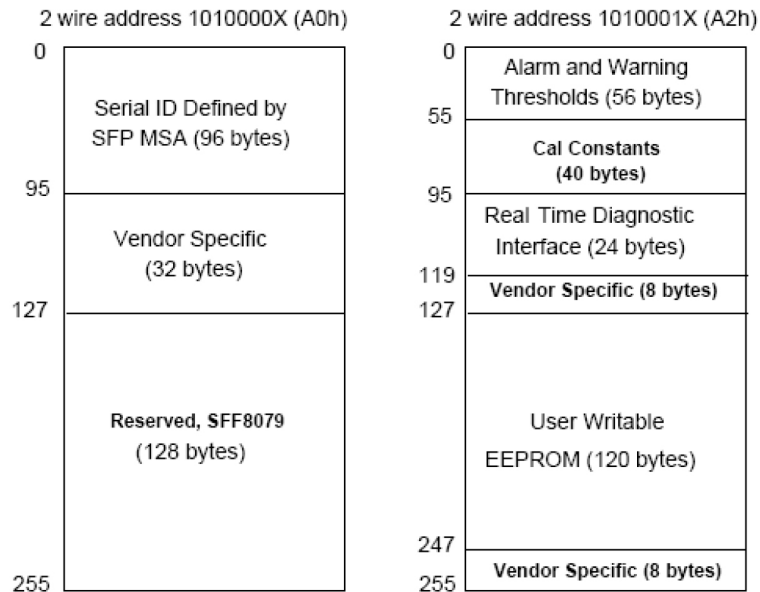 2 wire address 1010000X (A0h)
0
Serial ID Defined by
SFP MSA (96 bytes)
95
Vendor Specific
(32 bytes)
127
Reserved, SFF8079
(128 bytes)
255
2 wire address 1010001X (A2h)
0
Alarm and Warning
Thresholds (56 bytes)
55
Cal Constants
(40 bytes)
95
Real Time Diagnostic
Interface (24 bytes)
119
Vendor Specific (8 bytes)
127
User Writable
EEPROM (120 bytes)
247
Vendor Specific (8 bytes)
255